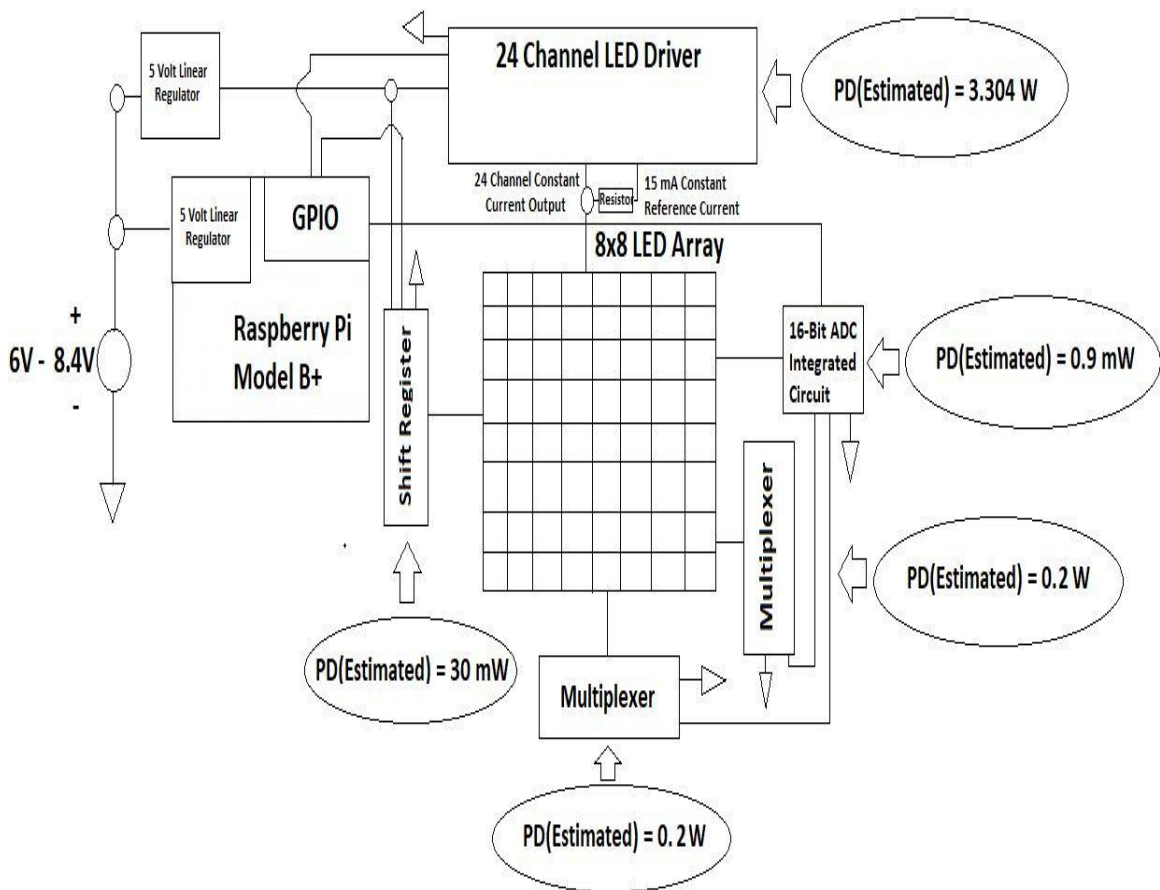 5 Volt Linear
Regulator
24 Channel LED Driver
PD(Estimated) = 3.304 W
24 Channel Constant
Current Output
Resistor
15 mA Constant
Reference Current
5 Volt Linear
Regulator
GPIO
Raspberry Pi
Model B+
+
6V - 8.4V
-
8x8 LED Array
Shift Register
16-Bit ADC
Integrated
Circuit
PD(Estimated) = 0.9 mW
Multiplexer
PD(Estimated) = 0.2 W
PD(Estimated) = 30 mW
Multiplexer
PD(Estimated) = 0.2 W